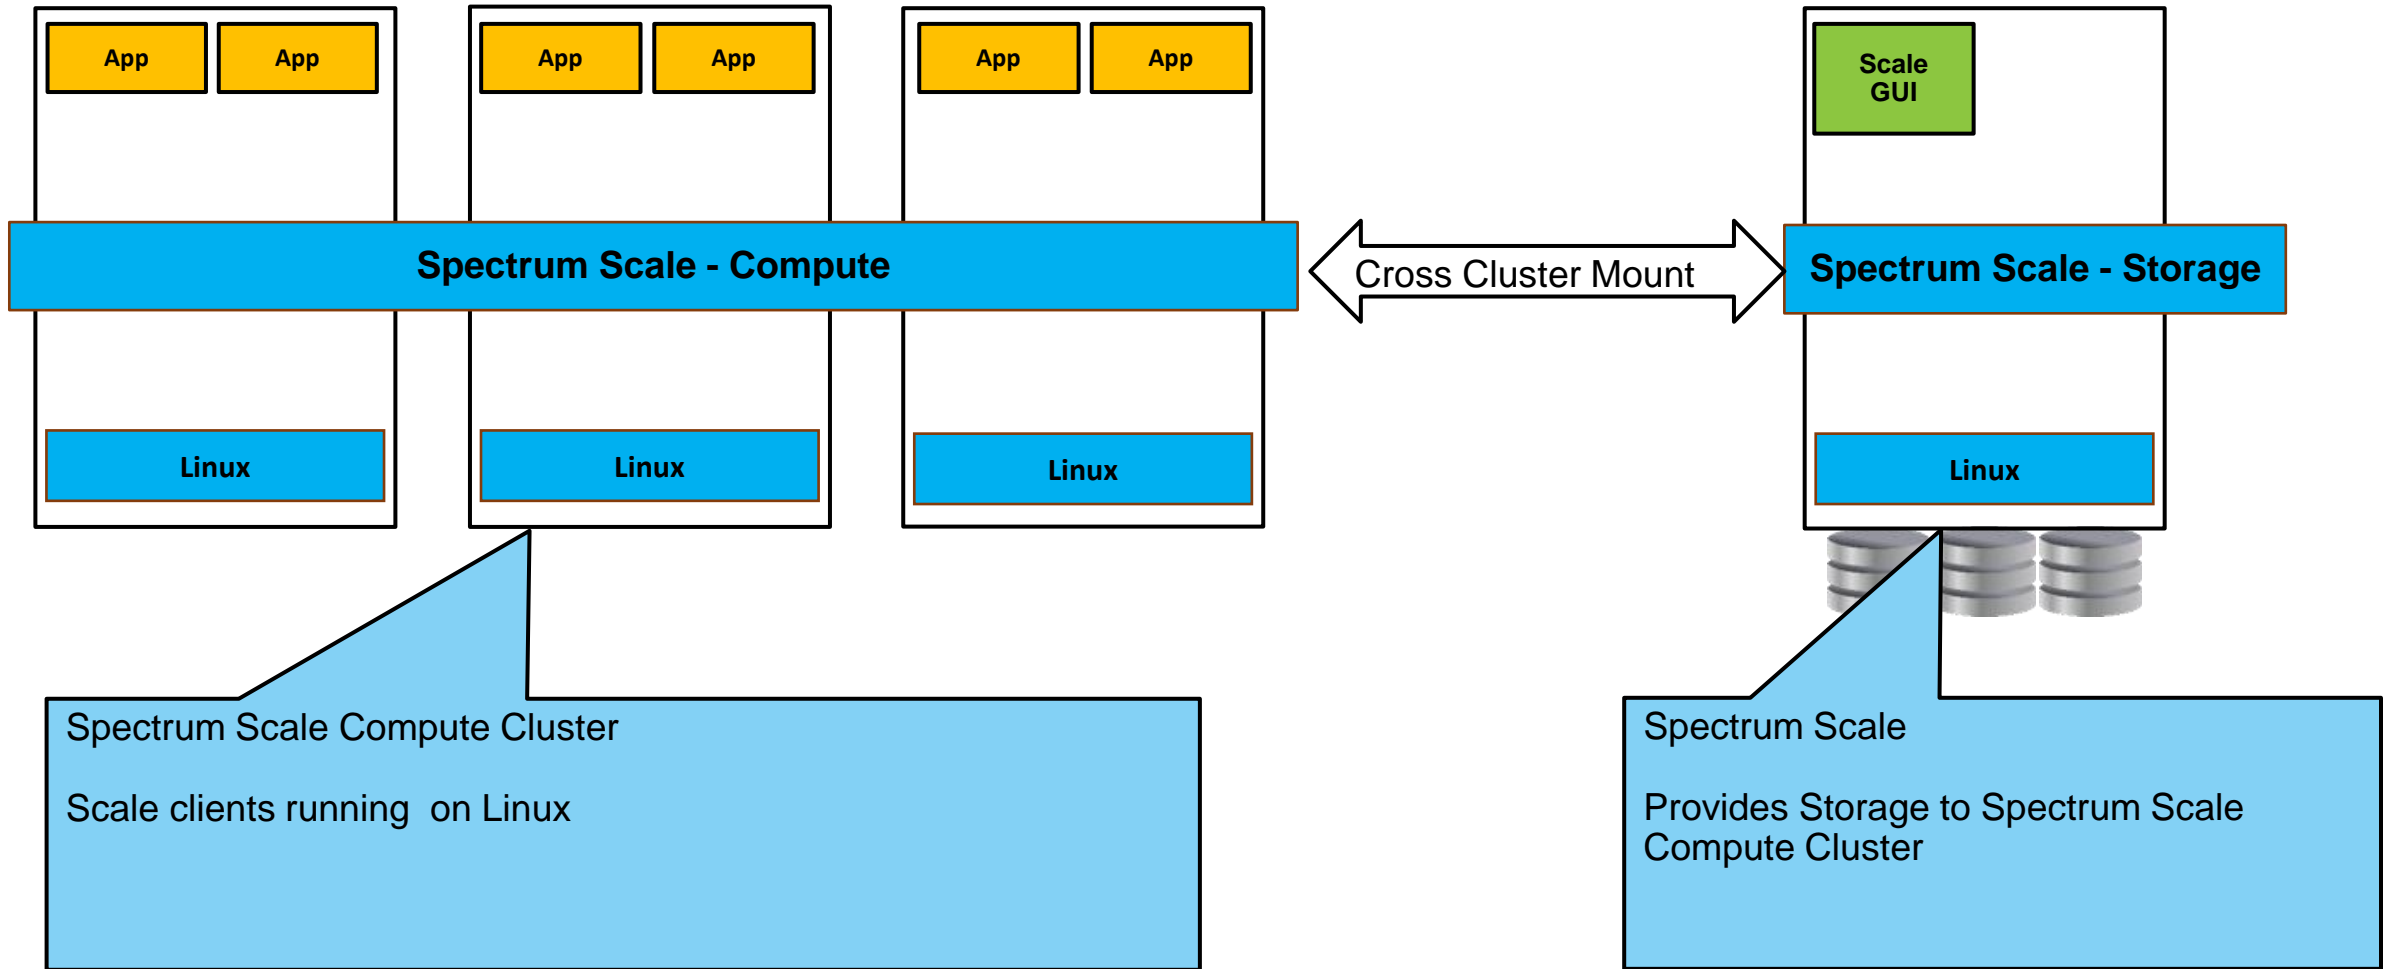 App
App
App
App
App
App
Scale
GUI
Spectrum Scale - Compute
Cross Cluster Mount
Spectrum Scale - Storage
Linux
Linux
Linux
Linux
Spectrum Scale Compute Cluster
Scale clients running  on Linux
Spectrum Scale
Provides Storage to Spectrum Scale
Compute Cluster